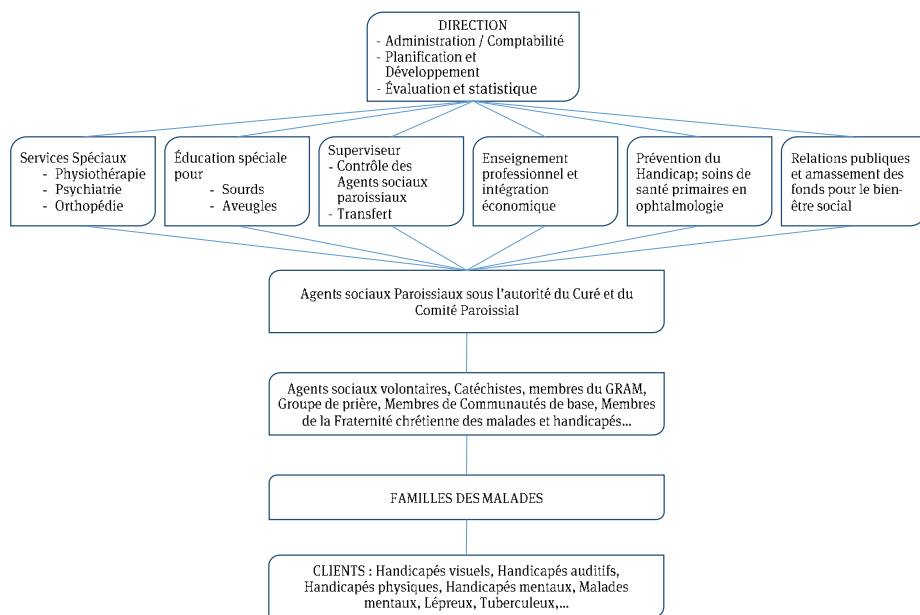 DIRECTION
- Administration / Comptabilité
- Planification et
Développement
- Évaluation et statistique
Services Spéciaux
- Physiothérapie
- Psychiatrie
- Orthopédie
Éducation spéciale
pour
- Sourds
- Aveugles
Superviseur
- Contrôle des
Agents sociaux
paroissiaux
- Transfert
Enseignement
professionnel et
intégration
économique
Prévention du
Handicap; soins de
santé primaires en
ophtalmologie
Relations publiques
et amassement des
fonds pour le bien-
être social
Agents sociaux Paroissiaux sous l’autorité du Curé et du
Comité Paroissial
Agents sociaux volontaires, Catéchistes, membres du GRAM,
Groupe de prière, Membres de Communautés de base, Membres
de la Fraternité chrétienne des malades et handicapés...
FAMILLES DES MALADES
CLIENTS : Handicapés visuels, Handicapés auditifs,
Handicapés physiques, Handicapés mentaux, Malades
mentaux, Lépreux, Tuberculeux,...